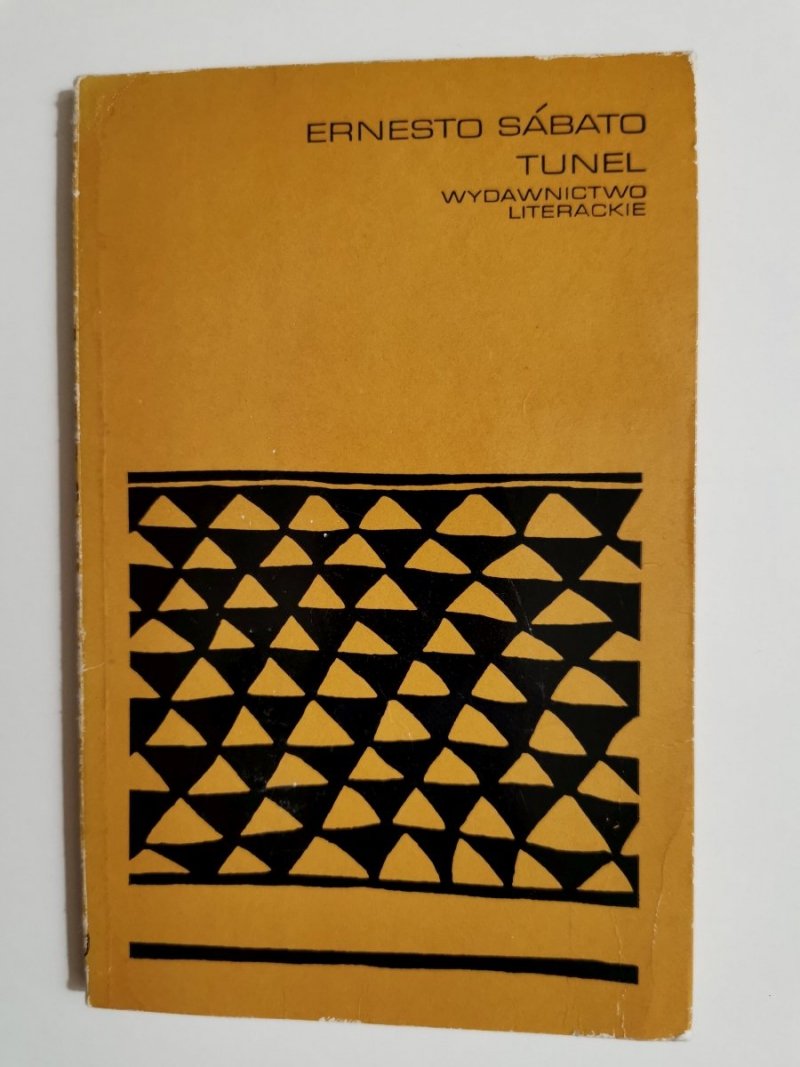 ERNESTO SÁBATO
TUNEL
WYDAWNICTWO
LITERACKIE